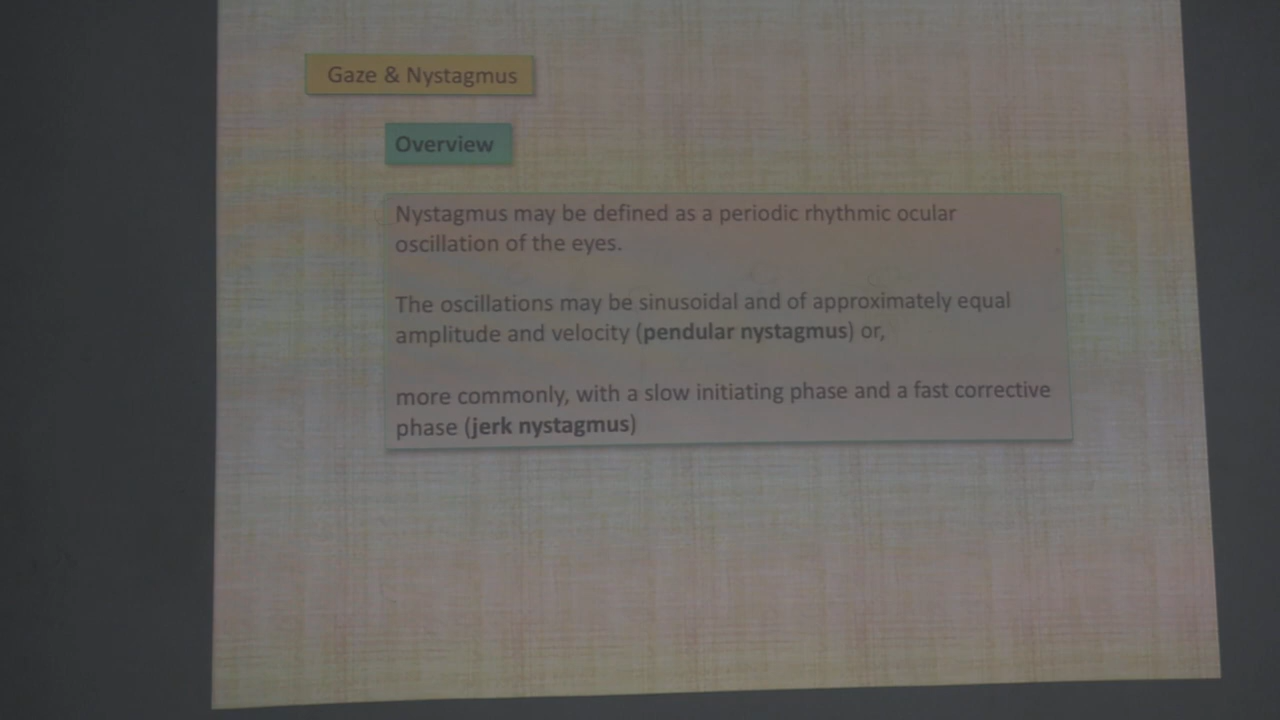 Gaze & Nystagmus
Overview
Nystagmus may be defined as a periodic rhythmic ocular
oscillation of the eyes.
The oscillations may be sinusoidal and of approximately equal
amplitude and velocity (pendular nystagmus) or,
more commonly, with a slow initiating phase and a fast corrective
phase (jerk nystagmus)